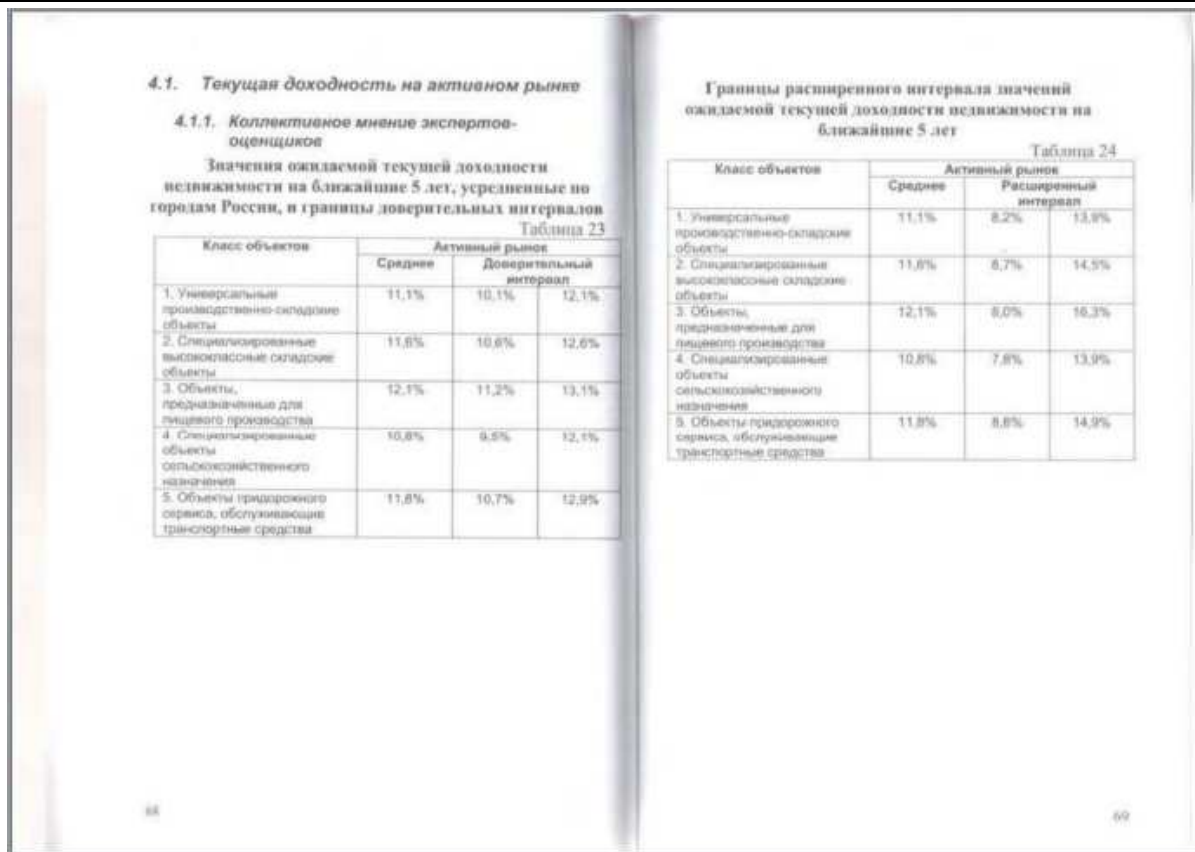 4.1. Текущая доходность на активном рынке
4.1.1. Коллективное мнение экспертов-
оценщиков
Значения ожидаемой текущей доходности
недвижимости на ближайшие 5 лет, усредненные по
городам России, и границы доверительных интервалов
Таблица 23
Класс объектов Активный рынок
Среднее Доверительный
интервал
1. Универсальные 11,1% 10,1% 12,1%
производственно-складские
объекты
2. Специализированные 11,6% 10,6% 12,6%
высококлассные складские
объекты
3. Объекты, 12,1% 11,2% 13,1%
предназначенные для
пищевого производства
4. Специализированные 10,8% 9,5% 12,1%
объекты
сельскохозяйственного
назначения
5. Объекты придорожного 11,8% 10,7% 12,9%
сервиса, обслуживающие
транспортные средства
68
Границы расширенного интервала значений
ожидаемой текущей доходности недвижимости на
ближайшие 5 лет
Таблица 24
Класс объектов Активный рынок
Среднее Расширенный
интервал
1. Универсальные 11,1% 8,2% 13,9%
производственно-складские
объекты
2. Специализированные 11,6% 14,5%
высококлассные складские
объекты
3. Объекты, 12,1% 16,3%
предназначенные для
пищевого производства
4. Специализированные 10,8% 7,8% 13,9%
объекты
сельскохозяйственного
назначения
5. Объекты придорожного 11,8% 14,9%
сервиса, обслуживающие
транспортные средства
69